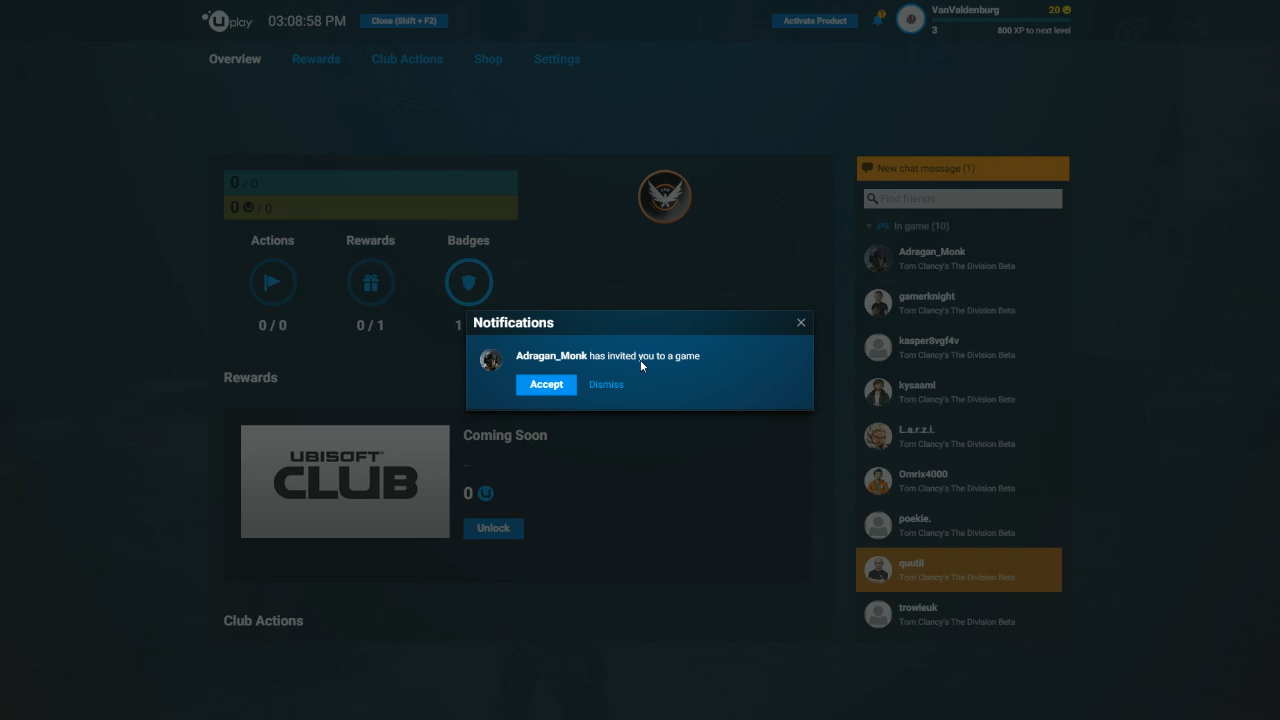 uplay 03:08:58 PM Close (Shift + F2)
Activate Product
VanValdenburg 20
3 800 XP to next level
Overview Rewards Club Actions Shop Settings
0 / 0
0 / 0
Actions Rewards Badges
0 / 0 0 / 1 1
Notifications
Adragan_Monk has invited you to a game
Accept Dismiss
Rewards
UBISOFT
CLUB
Coming Soon
...
0
Unlock
Club Actions
New chat message (1)
Find friends
In game (10)
Adragan_Monk
Tom Clancy's The Division Beta
gamerknight
Tom Clancy's The Division Beta
kasper8vgf4v
Tom Clancy's The Division Beta
kysaaml
Tom Clancy's The Division Beta
L.a.r.z.i.
Tom Clancy's The Division Beta
Omrix4000
Tom Clancy's The Division Beta
poekie.
Tom Clancy's The Division Beta
quutil
Tom Clancy's The Division Beta
trowleuk
Tom Clancy's The Division Beta